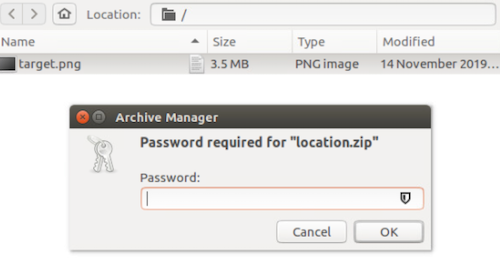 Location: /
Name Size Type Modified
target.png 3.5 MB PNG image 14 November 2019...
Archive Manager
Password required for "location.zip"
Password:
Cancel OK